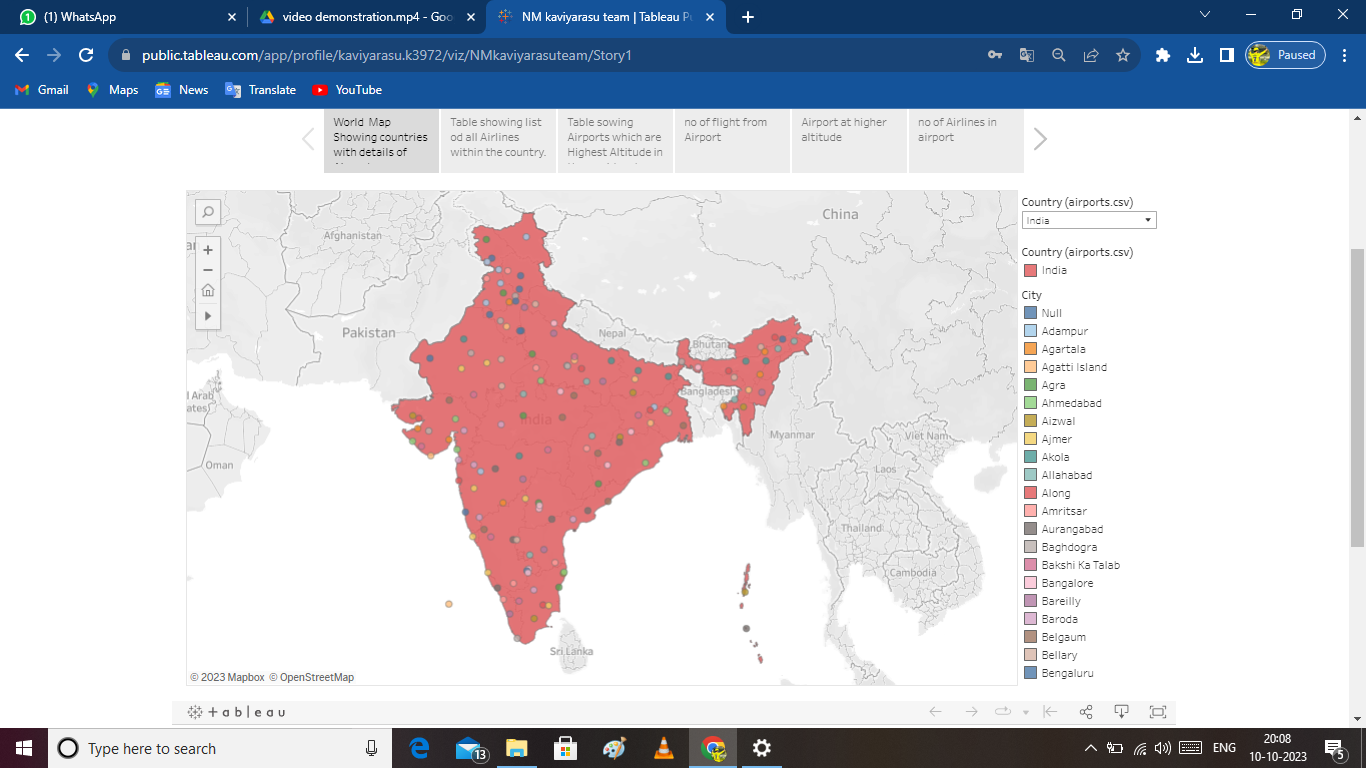 (1) WhatsApp
video demonstration.mp4 - Goo
NM kaviyarasu team | Tableau Pu
public.tableau.com/app/profile/kaviyarasu.k3972/viz/NMkaviyarasuteam/Story1
Paused
Gmail
Maps
News
Translate
YouTube
World Map
Showing countries
with details of
Table showing list
od all Airlines
within the country.
Table sowing
Airports which are
Highest Altitude in
no of flight from
Airport
Airport at higher
altitude
no of Airlines in
airport
China
Afghanistan
Pakistan
Nepal
Bhutan
Bangladesh
India
Myanmar
Viet Nam
Laos
Oman
Thailand
Cambodia
Sri Lanka
© 2023 Mapbox © OpenStreetMap
Country (airports.csv)
India
Country (airports.csv)
India
City
Null
Adampur
Agartala
Agatti Island
Agra
Ahmedabad
Aizwal
Ajmer
Akola
Allahabad
Along
Amritsar
Aurangabad
Baghdogra
Bakshi Ka Talab
Bangalore
Bareilly
Baroda
Belgaum
Bellary
Bengaluru
+ a b | e a u
Type here to search
13
ENG
20:08
10-10-2023
5